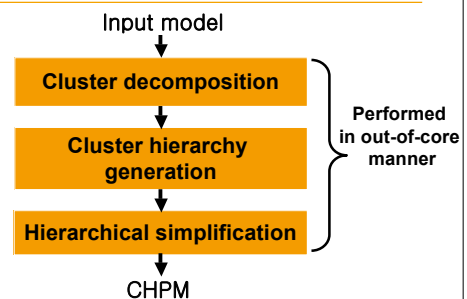 Input model
Cluster decomposition
Cluster hierarchy
generation
Hierarchical simplification
CHPM
Performed
in out-of-core
manner